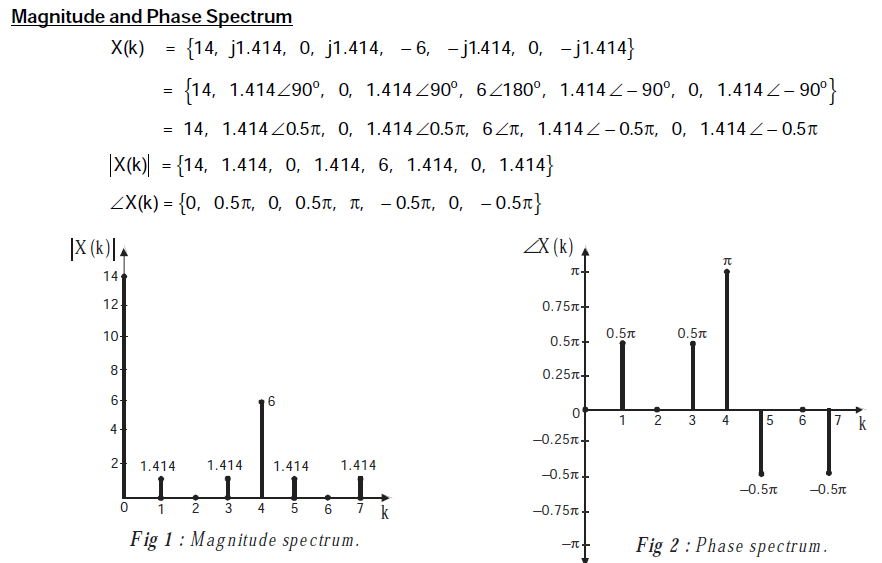 Magnitude and Phase Spectrum
X(k) = {14, j1.414, 0, j1.414, – 6, – j1.414, 0, – j1.414}
= {14, 1.414∠90º, 0, 1.414∠90º, 6∠180º, 1.414∠– 90º, 0, 1.414∠– 90º}
= 14, 1.414∠0.5π, 0, 1.414∠0.5π, 6∠π, 1.414∠– 0.5π, 0, 1.414∠– 0.5π
|X(k)| = {14, 1.414, 0, 1.414, 6, 1.414, 0, 1.414}
∠X(k) = {0, 0.5π, 0, 0.5π, π, – 0.5π, 0, – 0.5π}
|X(k)|
14
12
10
8
6
4
2
6
1.414 1.414 1.414 1.414
0 1 2 3 4 5 6 7 k
Fig 1 : Magnitude spectrum.
∠X(k)
π
π
0.75π
0.5π
0.5π 0.5π
0.25π
0
1 2 3 4 5 6 7 k
–0.25π
–0.5π
–0.5π –0.5π
–0.75π
–π
Fig 2 : Phase spectrum.